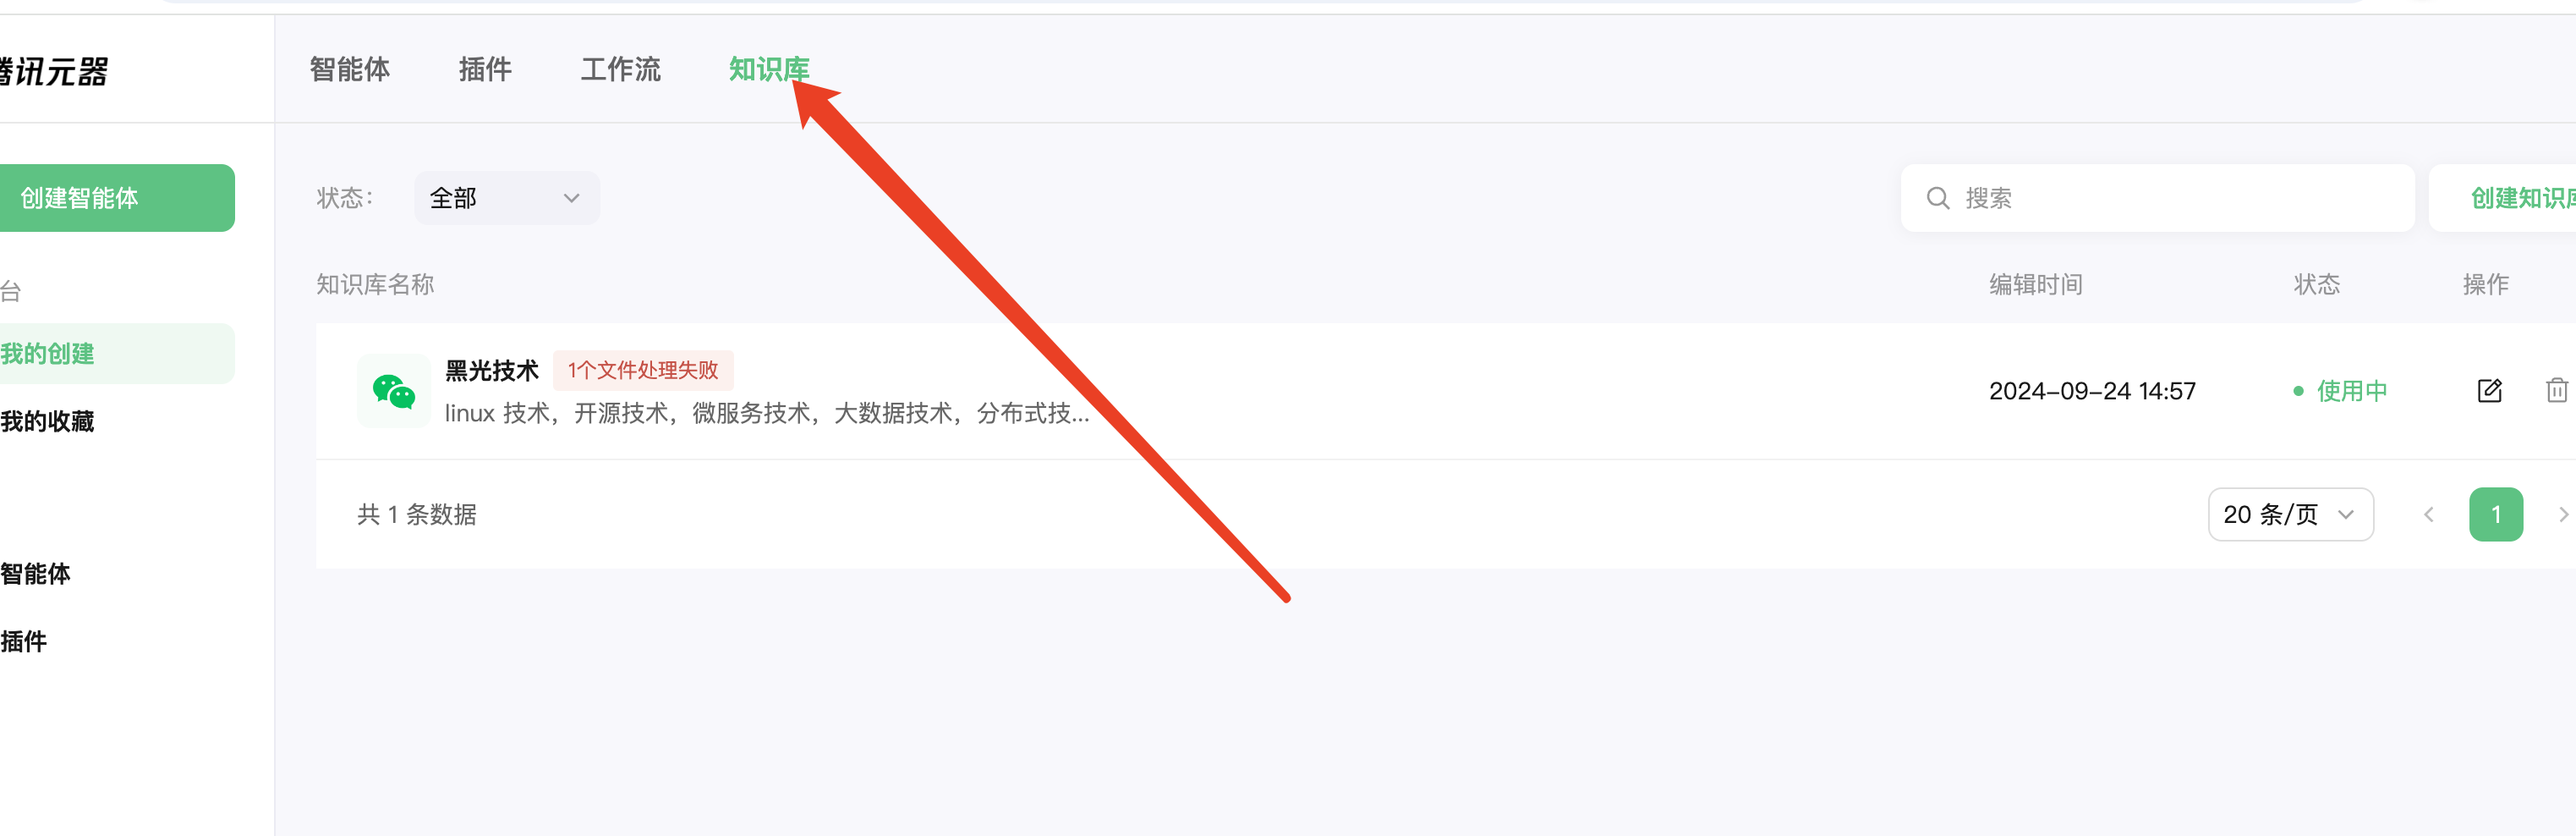 腾讯元器
智能体 插件 工作流 知识库
创建智能体
状态： 全部
搜索
创建知识库
台
知识库名称 编辑时间 状态 操作
我的创建
黑光技术 1个文件处理失败
linux 技术，开源技术，微服务技术，大数据技术，分布式技...
2024-09-24 14:57 使用中
我的收藏
共 1 条数据 20 条/页 1
智能体
插件